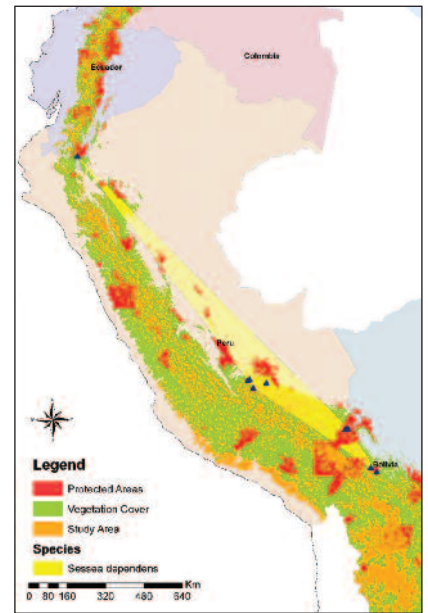 Colombia
Ecuador
Peru
Bolivia
Legend
Protected Areas
Vegetation Cover
Study Area
Species
Sessea dependens
Km
0 80 160 320 480 640